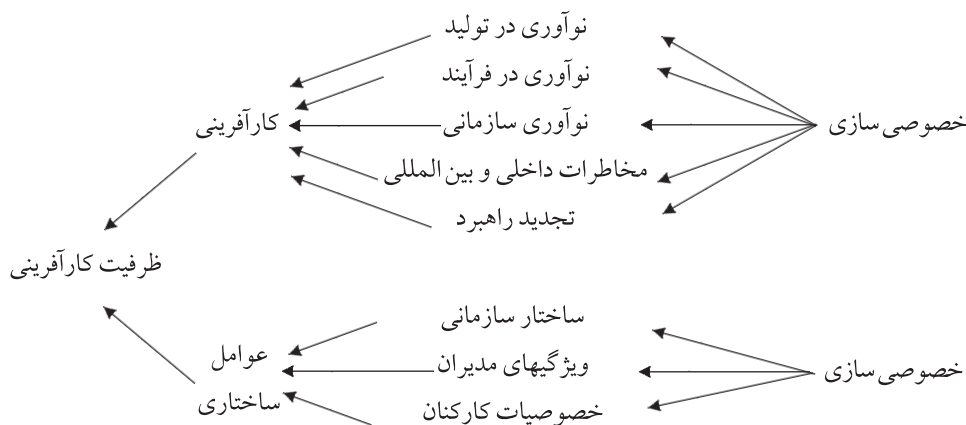 نوآوری در تولید
نوآوری در فرآیند
خصوصی سازی
نوآوری سازمانی
کارآفرینی
مخاطرات داخلی و بین المللی
تجدید راهبرد
ظرفیت کارآفرینی
ساختار سازمانی
خصوصی سازی
ویژگیهای مدیران
عوامل
ساختاری
خصوصیات کارکنان